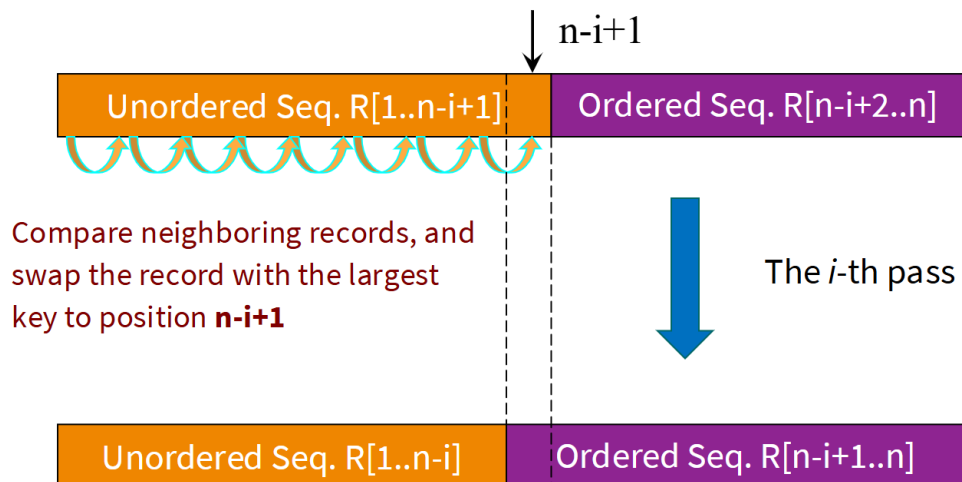 n-i+1
Unordered Seq. R[1..n-i+1]
Ordered Seq. R[n-i+2..n]
Compare neighboring records, and
swap the record with the largest
key to position n-i+1
The i-th pass
Unordered Seq. R[1..n-i]
Ordered Seq. R[n-i+1..n]